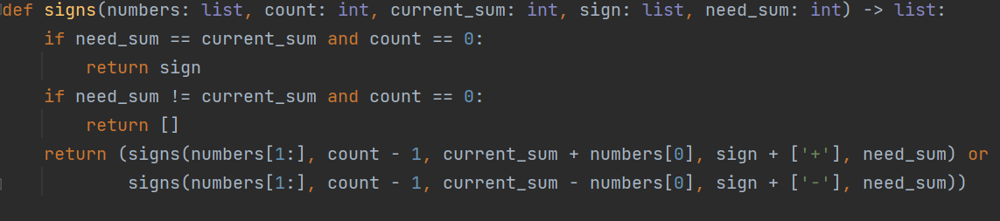 def signs(numbers: list, count: int, current_sum: int, sign: list, need_sum: int) -> list:
    if need_sum == current_sum and count == 0:
        return sign
    if need_sum != current_sum and count == 0:
        return []
    return (signs(numbers[1:], count - 1, current_sum + numbers[0], sign + ['+'], need_sum) or
            signs(numbers[1:], count - 1, current_sum - numbers[0], sign + ['-'], need_sum))